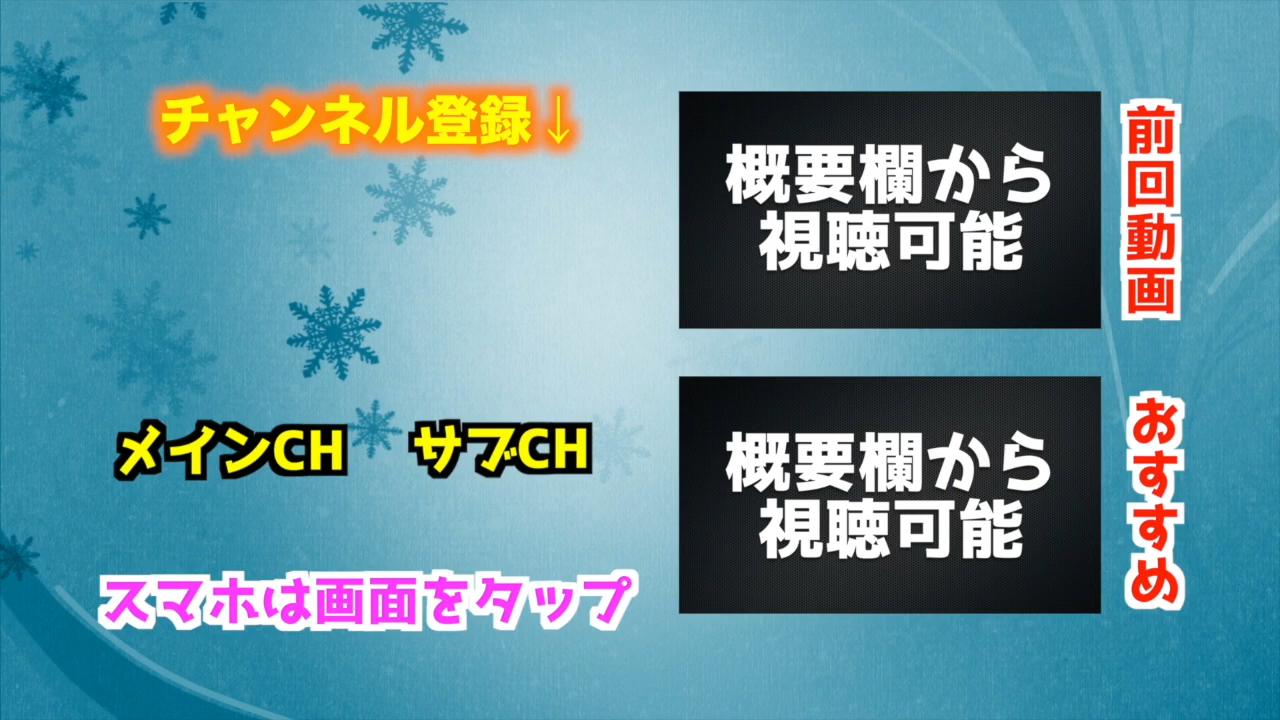 チャンネル登録↓
メインCH
サブCH
スマホは画面をタップ
概要欄から
視聴可能
前回動画
概要欄から
視聴可能
おすすめ